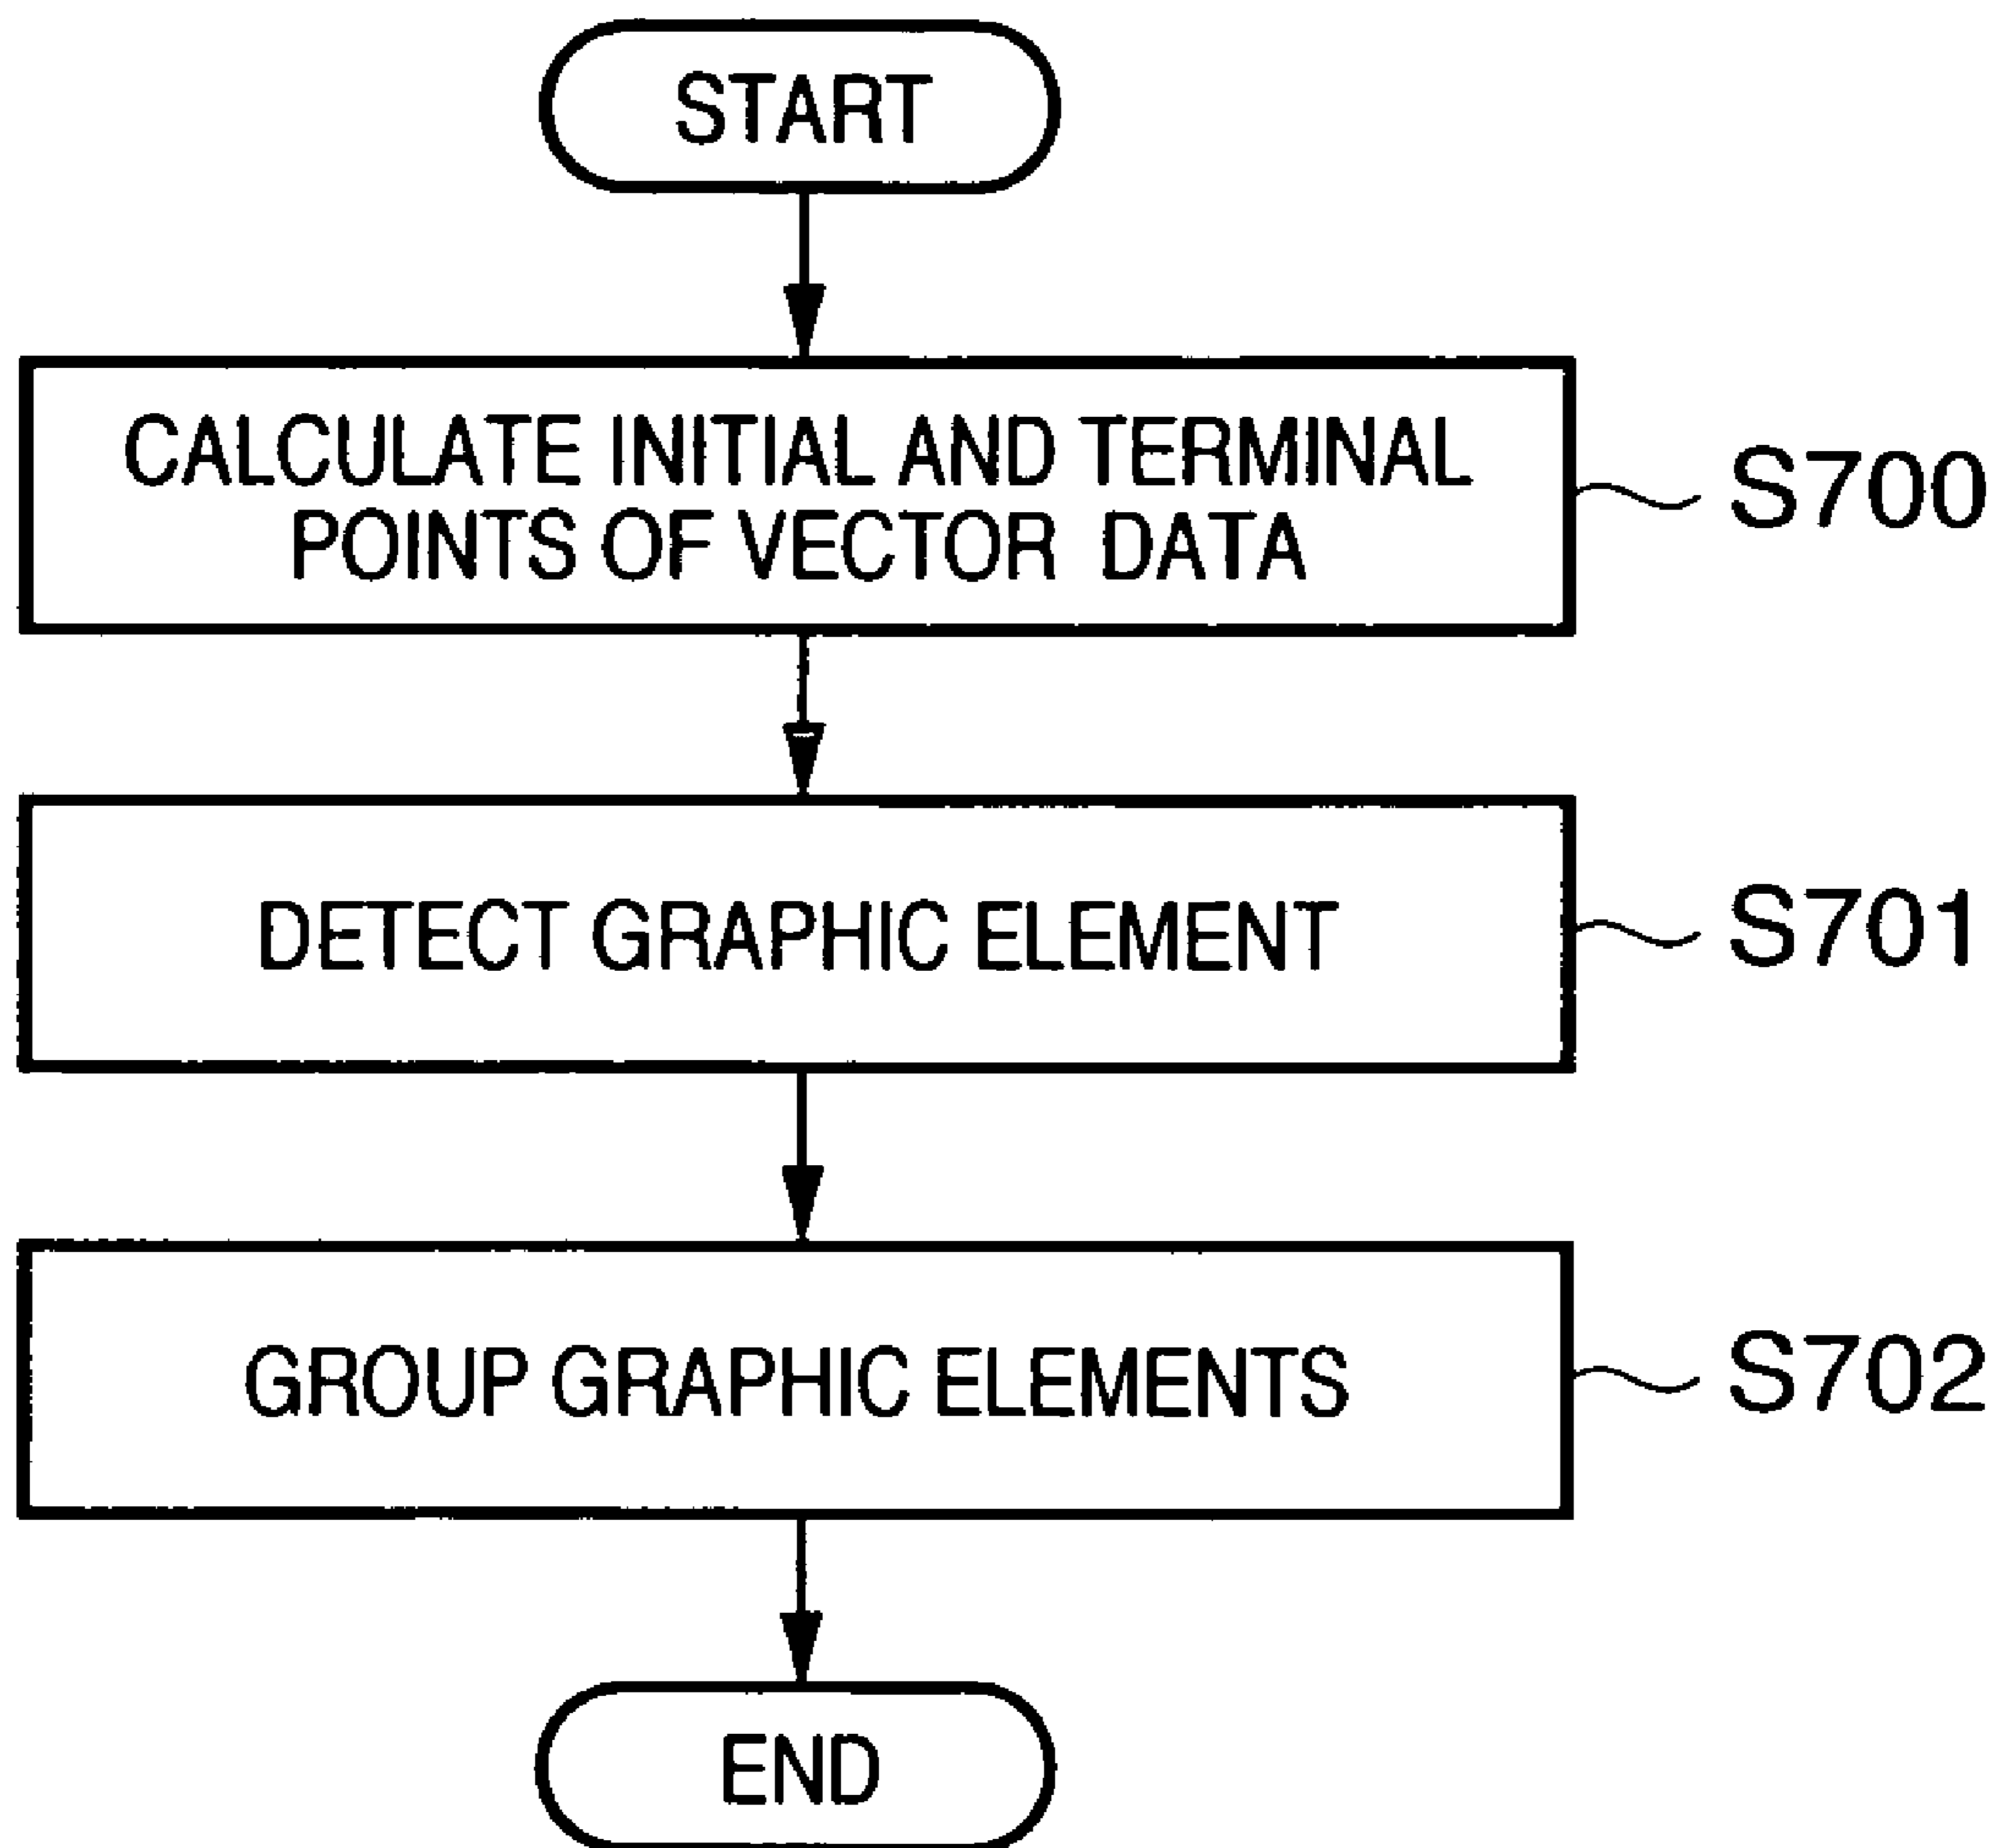 START
CALCULATE INITIAL AND TERMINAL
POINTS OF VECTOR DATA
S700
DETECT GRAPHIC ELEMENT
S701
GROUP GRAPHIC ELEMENTS
S702
END